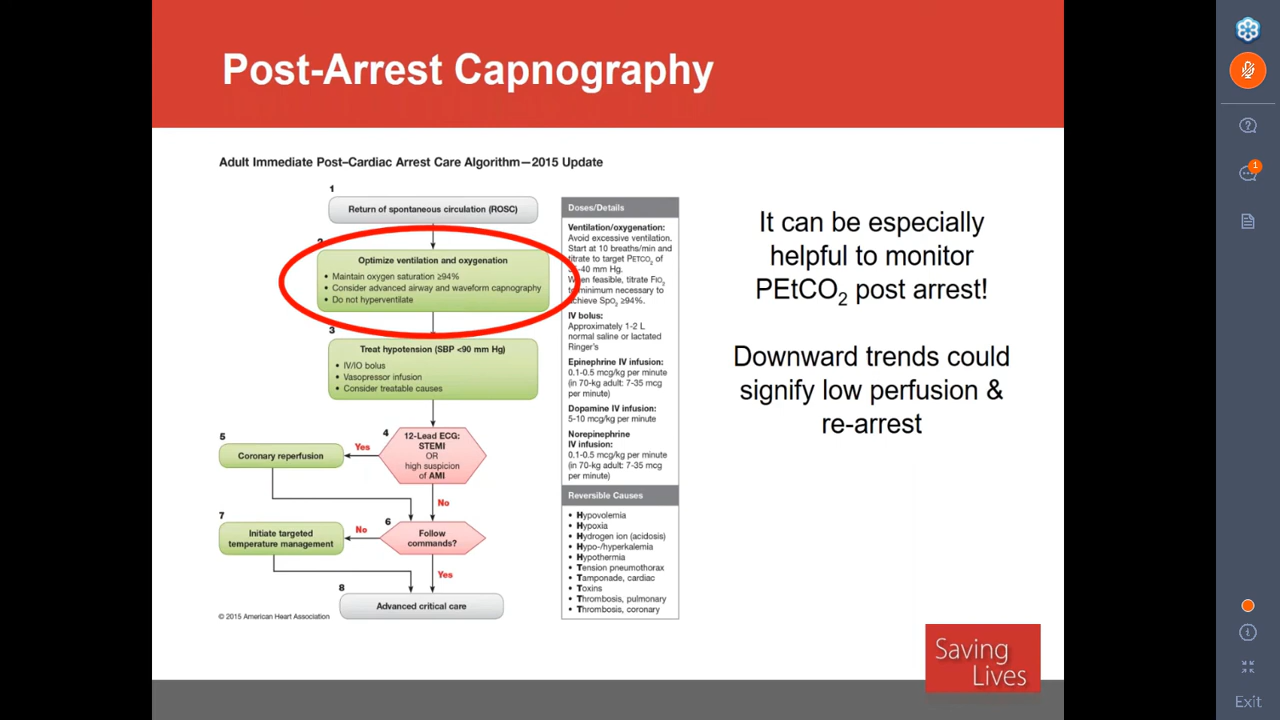 Post-Arrest Capnography
Adult Immediate Post–Cardiac Arrest Care Algorithm—2015 Update
1
Return of spontaneous circulation (ROSC)
2
Optimize ventilation and oxygenation
• Maintain oxygen saturation ≥94%
• Consider advanced airway and waveform capnography
• Do not hyperventilate
3
Treat hypotension (SBP <90 mm Hg)
• IV/IO bolus
• Vasopressor infusion
• Consider treatable causes
4
12-Lead ECG:
STEMI
OR
high suspicion
of AMI
Yes
5
Coronary reperfusion
No
6
Follow
commands?
No
7
Initiate targeted
temperature management
Yes
8
Advanced critical care
© 2015 American Heart Association
Doses/Details
Ventilation/oxygenation:
Avoid excessive ventilation.
Start at 10 breaths/min and
titrate to target PETCO₂ of
-40 mm Hg.
When feasible, titrate FIO₂
to minimum necessary to
achieve SpO₂ ≥94%.
IV bolus:
Approximately 1-2 L
normal saline or lactated
Ringer's
Epinephrine IV infusion:
0.1-0.5 mcg/kg per minute
(in 70-kg adult: 7-35 mcg
per minute)
Dopamine IV infusion:
5-10 mcg/kg per minute
Norepinephrine
IV infusion:
0.1-0.5 mcg/kg per minute
(in 70-kg adult: 7-35 mcg
per minute)
Reversible Causes
• Hypovolemia
• Hypoxia
• Hydrogen ion (acidosis)
• Hypo-/hyperkalemia
• Hypothermia
• Tension pneumothorax
• Tamponade, cardiac
• Toxins
• Thrombosis, pulmonary
• Thrombosis, coronary
It can be especially
helpful to monitor
PEtCO₂ post arrest!
Downward trends could
signify low perfusion &
re-arrest
Saving
Lives
1
Exit